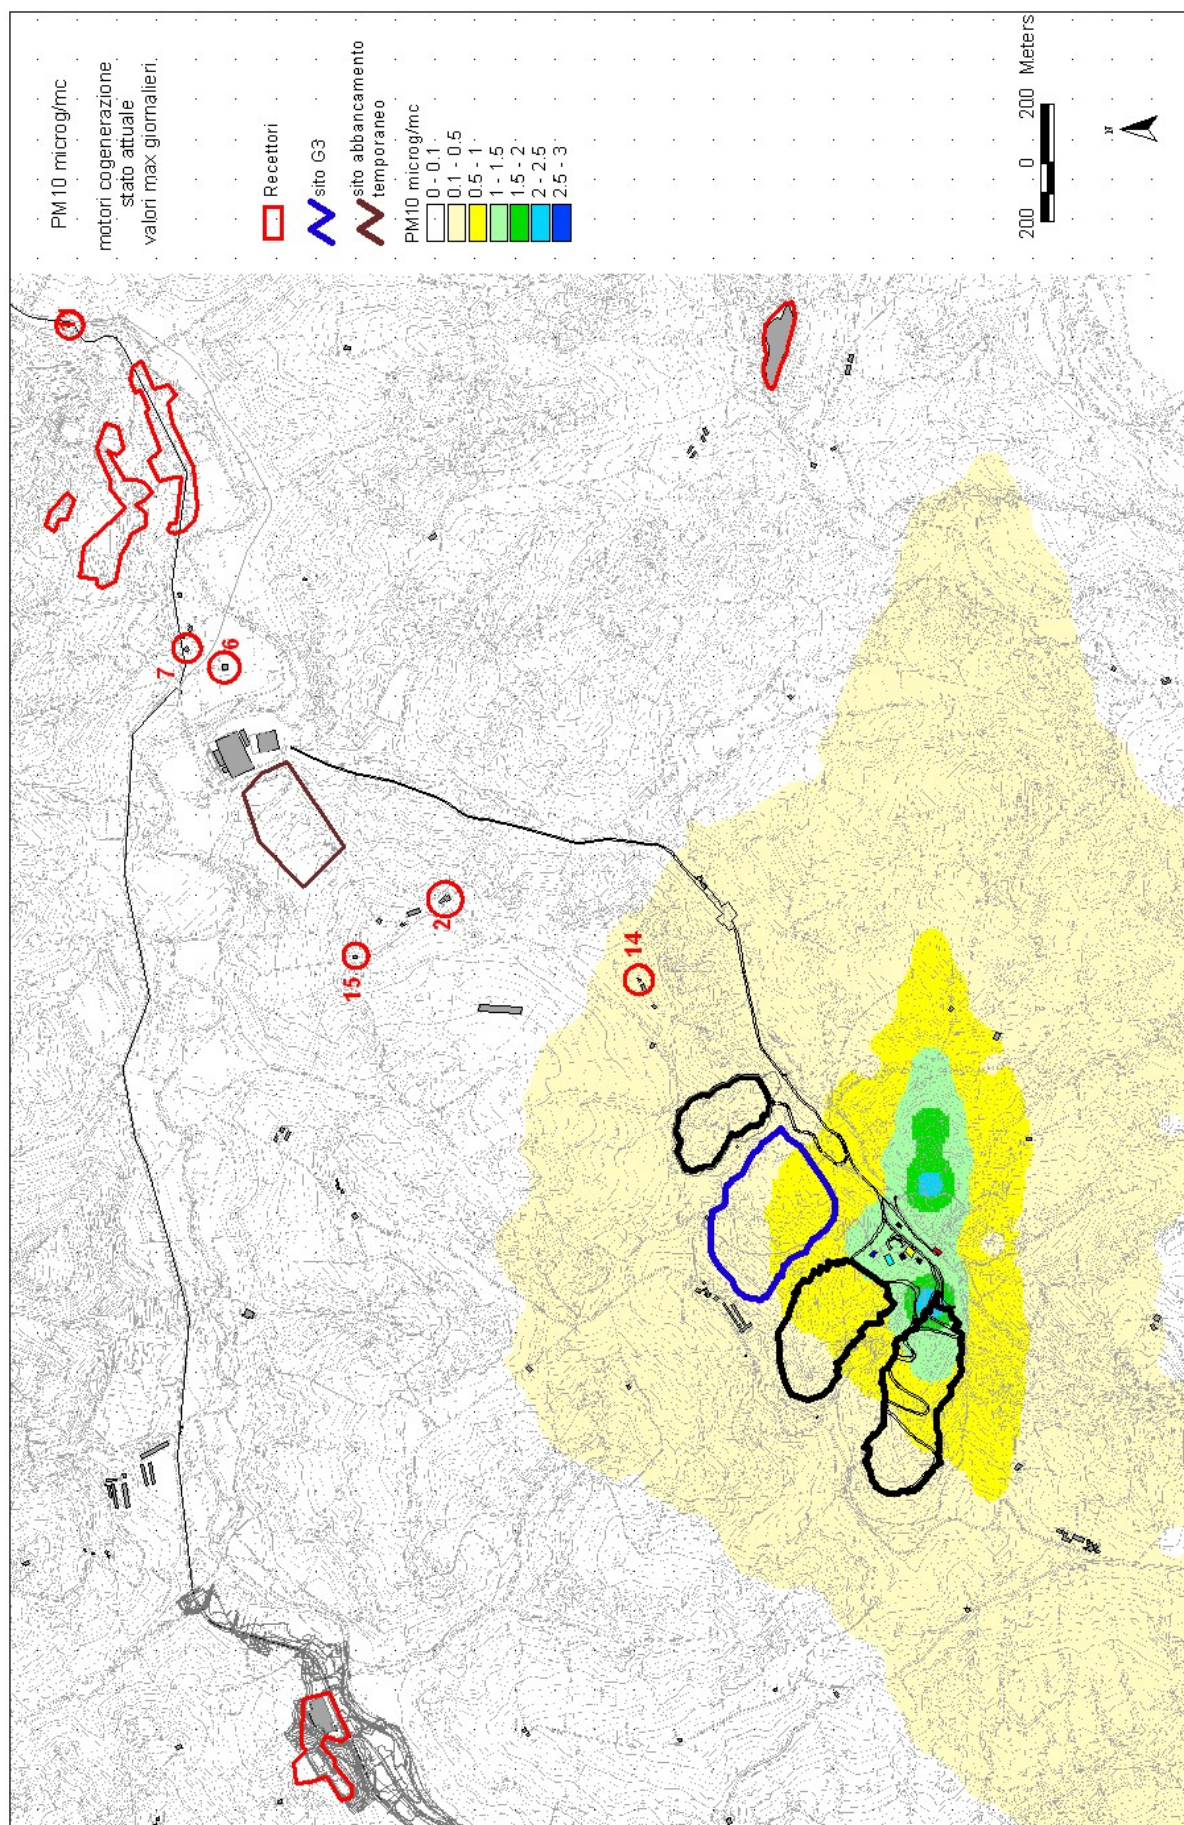 PM 10 microg/mc
motori cogenerazione
stato attuale
valori max giornalieri.
Recettori
sito G3
sito abbancamento
temporaneo
PM10 microg/mc
0 - 0.1
0.1 - 0.5
0.5 - 1
1 - 1.5
1.5 - 2
2 - 2.5
2.5 - 3
200 0 200 Meters
N
7
6
2
15
14